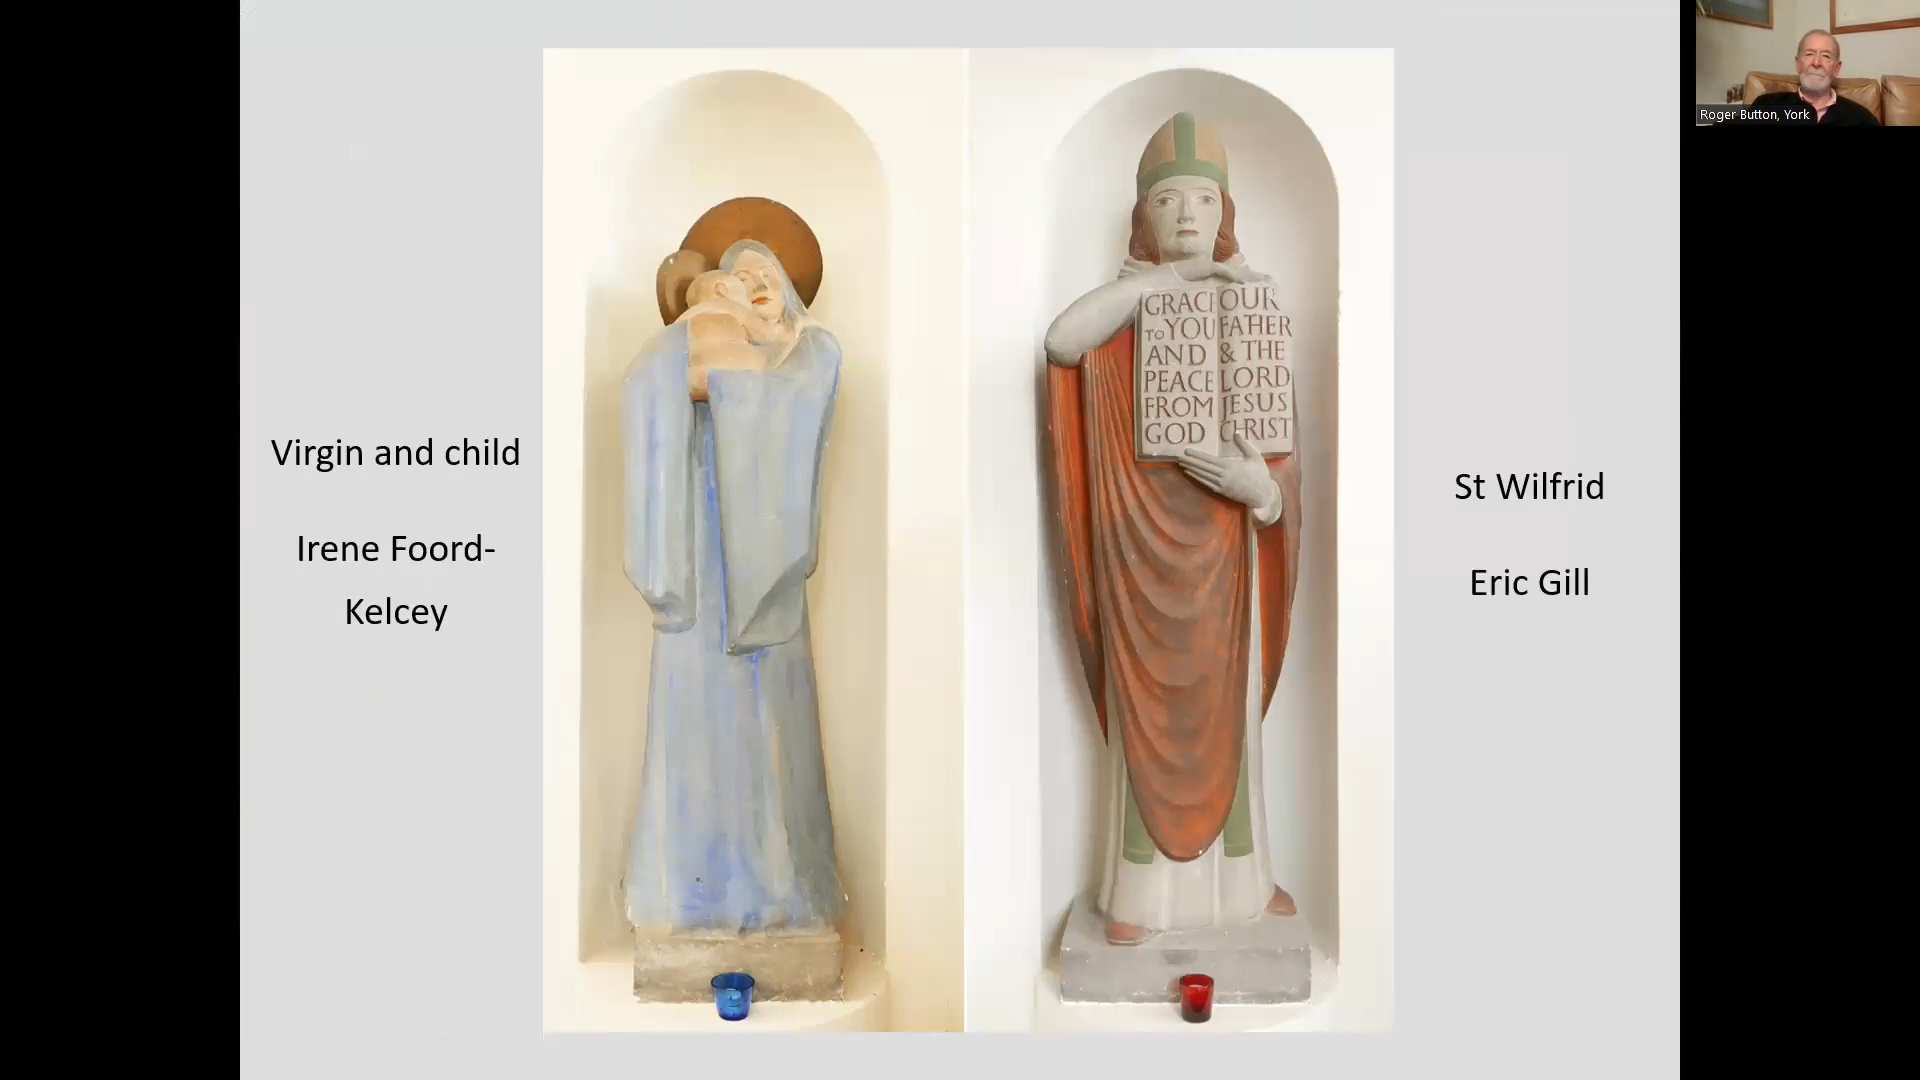 Virgin and child
Irene Foord-
Kelcey
GRACE
TO YOU
AND
PEACE
FROM
GOD
OUR
FATHER
& THE
LORD
JESUS
CHRIST
St Wilfrid
Eric Gill
Roger Button, York